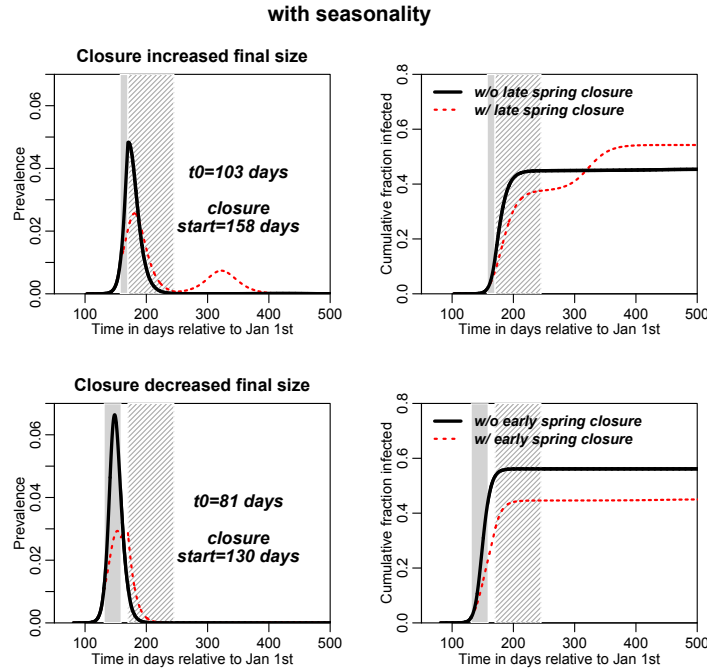 with seasonality
Closure increased final size
Prevalence
0.00
0.02
0.04
0.06
t0=103 days
closure
start=158 days
100
200
300
400
500
Time in days relative to Jan 1st
Cumulative fraction infected
0.0
0.2
0.4
0.6
0.8
w/o late spring closure
w/ late spring closure
100
200
300
400
500
Time in days relative to Jan 1st
Closure decreased final size
Prevalence
0.00
0.02
0.04
0.06
t0=81 days
closure
start=130 days
100
200
300
400
500
Time in days relative to Jan 1st
Cumulative fraction infected
0.0
0.2
0.4
0.6
0.8
w/o early spring closure
w/ early spring closure
100
200
300
400
500
Time in days relative to Jan 1st